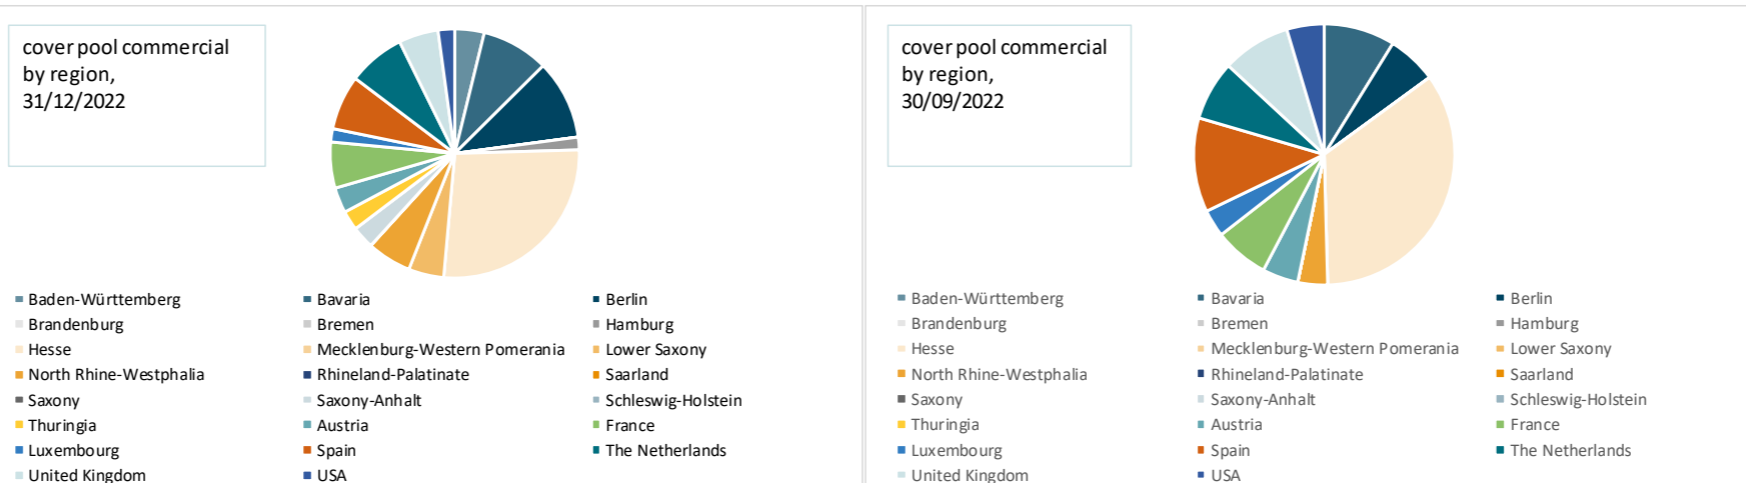 cover pool commercial
by region,
31/12/2022
Baden-Württemberg
Bavaria
Berlin
Brandenburg
Bremen
Hamburg
Hesse
Mecklenburg-Western Pomerania
Lower Saxony
North Rhine-Westphalia
Rhineland-Palatinate
Saarland
Saxony
Saxony-Anhalt
Schleswig-Holstein
Thuringia
Austria
France
Luxembourg
Spain
The Netherlands
United Kingdom
USA
cover pool commercial
by region,
30/09/2022
Baden-Württemberg
Bavaria
Berlin
Brandenburg
Bremen
Hamburg
Hesse
Mecklenburg-Western Pomerania
Lower Saxony
North Rhine-Westphalia
Rhineland-Palatinate
Saarland
Saxony
Saxony-Anhalt
Schleswig-Holstein
Thuringia
Austria
France
Luxembourg
Spain
The Netherlands
United Kingdom
USA